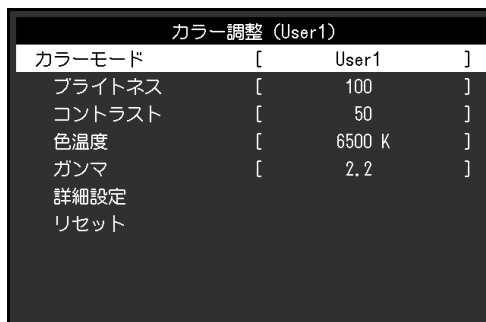 カラー調整（User1）
カラーモード [ User1 ]
ブライトネス [ 100 ]
コントラスト [ 50 ]
色温度 [ 6500 K ]
ガンマ [ 2.2 ]
詳細設定
リセット